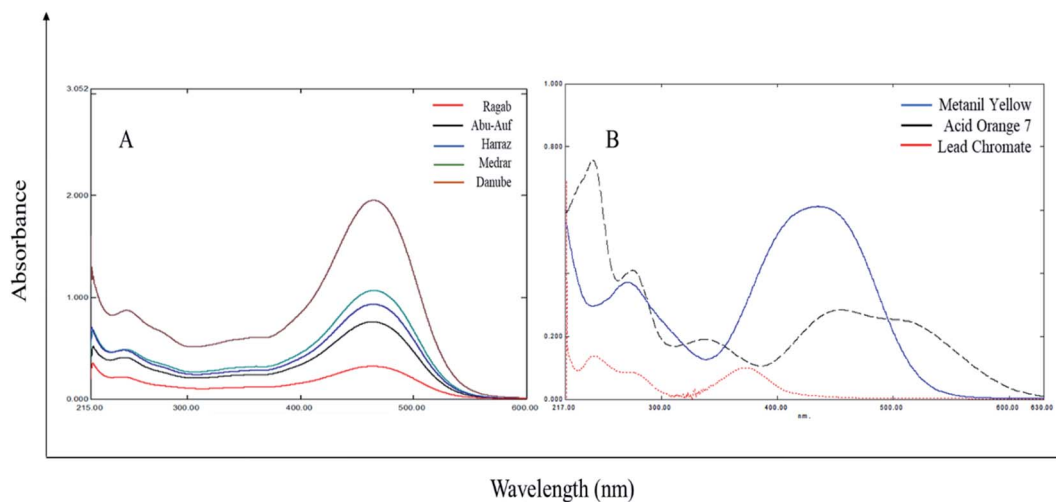 Absorbance
3.052
2.000
1.000
0.000
215.00 300.00 400.00 500.00 600.00
A
Ragab
Abu-Auf
Harraz
Medrar
Danube
1.000
0.800
0.200
0.000
217.00 300.00 400.00 500.00 600.00 630.00
nm.
B
Metanil Yellow
Acid Orange 7
Lead Chromate
Wavelength (nm)